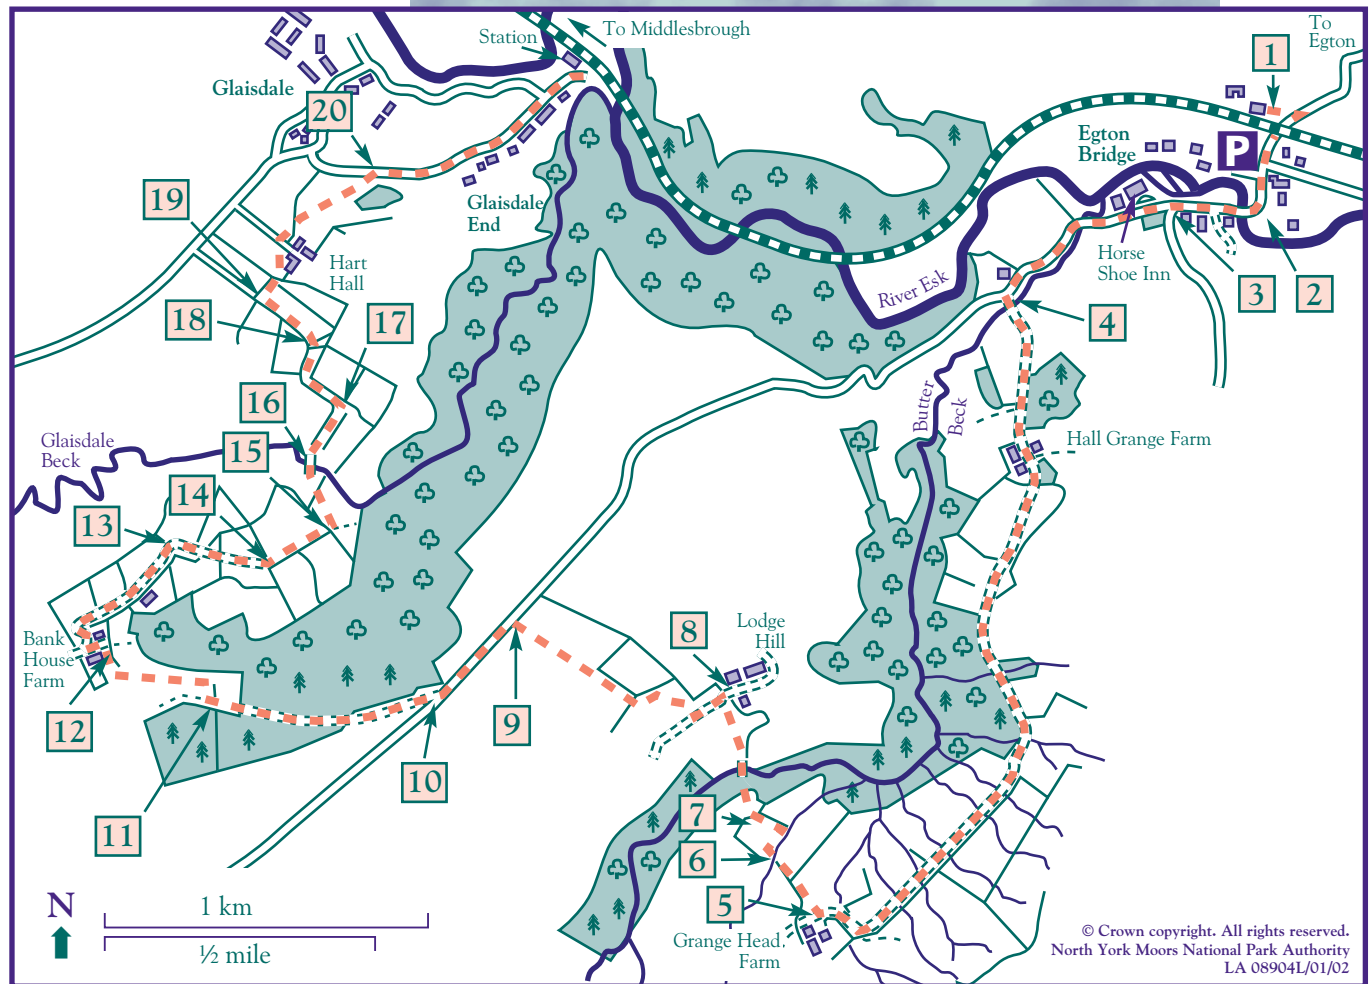 To Middlesbrough
Station
To
Egton
1
Glaisdale
20
Egton
Bridge
P
19
Glaisdale
End
Hart
Hall
Horse
Shoe Inn
River Esk
3
2
18
17
4
16
Butter
Beck
Glaisdale
Beck
15
Hall Grange Farm
14
13
8
Lodge
Hill
Bank
House
Farm
12
9
10
11
7
6
5
N
1 km
½ mile
Grange Head
Farm
© Crown copyright. All rights reserved.
North York Moors National Park Authority
LA 08904L/01/02